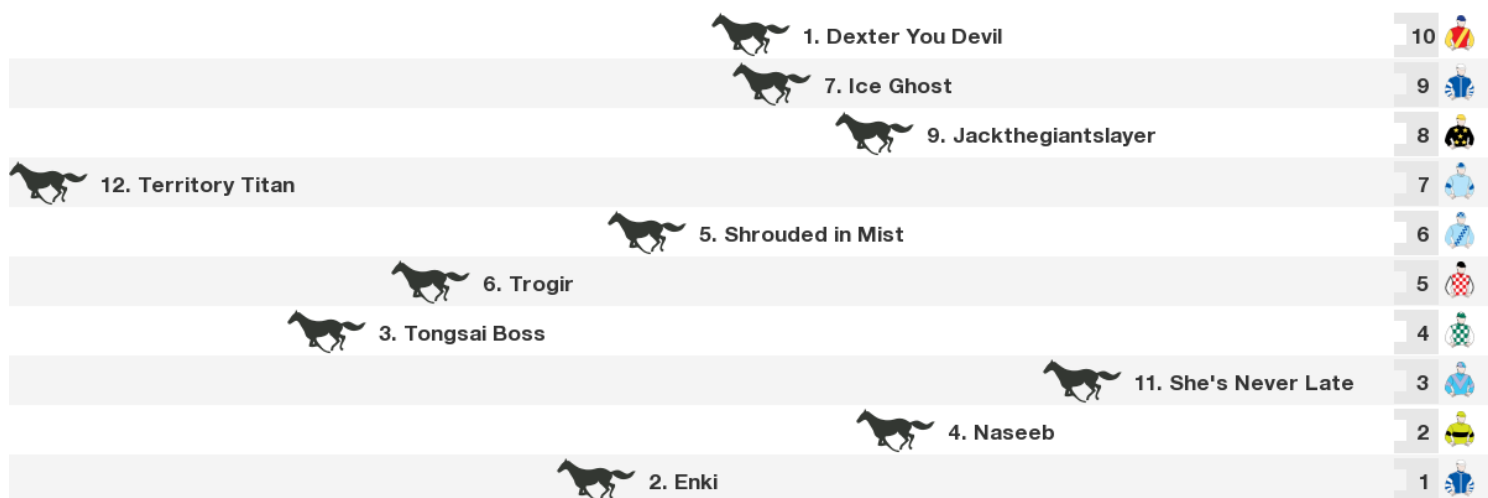 1. Dexter You Devil 10
7. Ice Ghost 9
9. Jackthegiantslayer 8
12. Territory Titan 7
5. Shrouded in Mist 6
6. Trogir 5
3. Tongsai Boss 4
11. She's Never Late 3
4. Naseeb 2
2. Enki 1